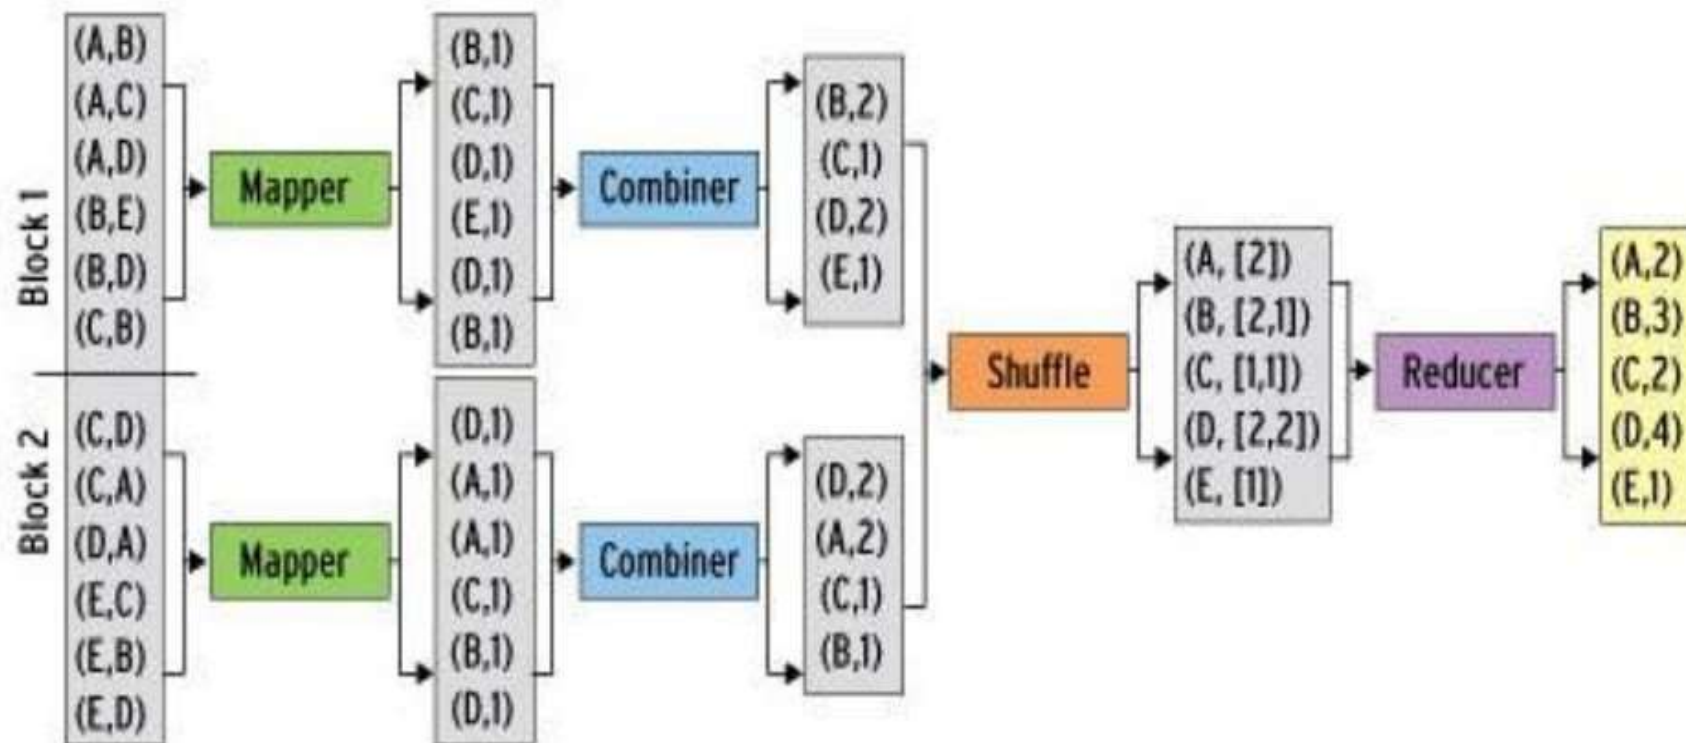 Block 1
(A,B)
(A,C)
(A,D)
(B,E)
(B,D)
(C,B)
Mapper
(B,1)
(C,1)
(D,1)
(E,1)
(D,1)
(B,1)
Combiner
(B,2)
(C,1)
(D,2)
(E,1)
Block 2
(C,D)
(C,A)
(D,A)
(E,C)
(E,B)
(E,D)
Mapper
(D,1)
(A,1)
(A,1)
(C,1)
(B,1)
(D,1)
Combiner
(D,2)
(A,2)
(C,1)
(B,1)
Shuffle
(A, [2])
(B, [2,1])
(C, [1,1])
(D, [2,2])
(E, [1])
Reducer
(A,2)
(B,3)
(C,2)
(D,4)
(E,1)